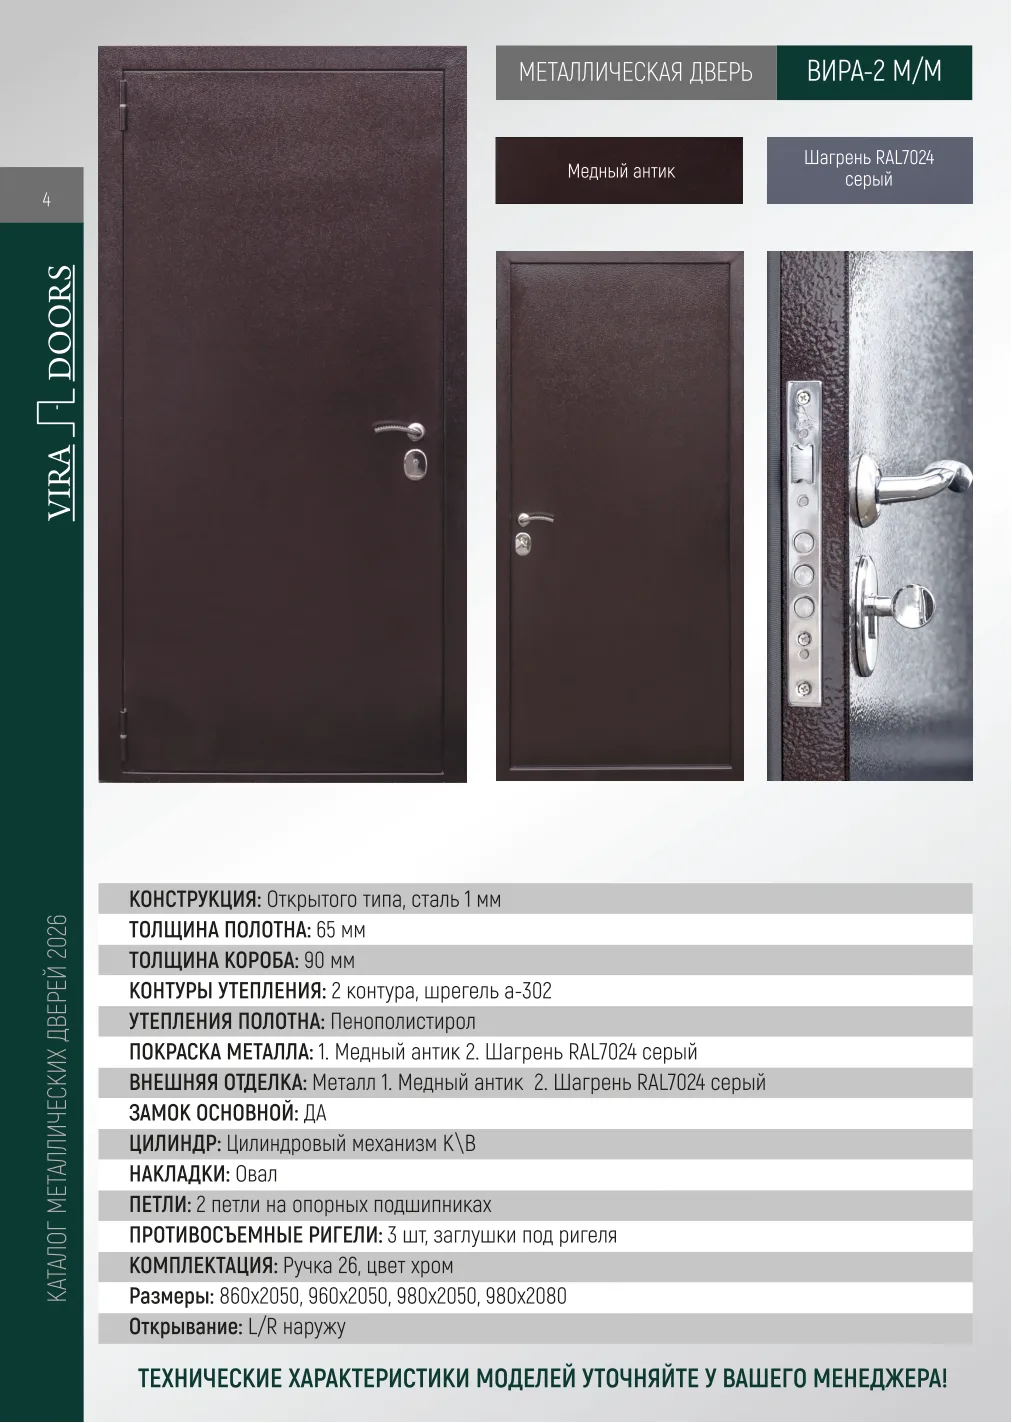 МЕТАЛЛИЧЕСКАЯ ДВЕРЬ
ВИРА-2 М/М
Медный антик
Шагрень RAL7024
серый
4
VIRA DOORS
КАТАЛОГ МЕТАЛЛИЧЕСКИХ ДВЕРЕЙ 2026
КОНСТРУКЦИЯ: Открытого типа, сталь 1 мм
ТОЛЩИНА ПОЛОТНА: 65 мм
ТОЛЩИНА КОРОБА: 90 мм
КОНТУРЫ УТЕПЛЕНИЯ: 2 контура, шрегель а-302
УТЕПЛЕНИЯ ПОЛОТНА: Пенополистирол
ПОКРАСКА МЕТАЛЛА: 1. Медный антик 2. Шагрень RAL7024 серый
ВНЕШНЯЯ ОТДЕЛКА: Металл 1. Медный антик 2. Шагрень RAL7024 серый
ЗАМОК ОСНОВНОЙ: ДА
ЦИЛИНДР: Цилиндровый механизм К\В
НАКЛАДКИ: Овал
ПЕТЛИ: 2 петли на опорных подшипниках
ПРОТИВОСЪЕМНЫЕ РИГЕЛИ: 3 шт, заглушки под ригеля
КОМПЛЕКТАЦИЯ: Ручка 26, цвет хром
Размеры: 860х2050, 960х2050, 980х2050, 980х2080
Открывание: L/R наружу
ТЕХНИЧЕСКИЕ ХАРАКТЕРИСТИКИ МОДЕЛЕЙ УТОЧНЯЙТЕ У ВАШЕГО МЕНЕДЖЕРА!